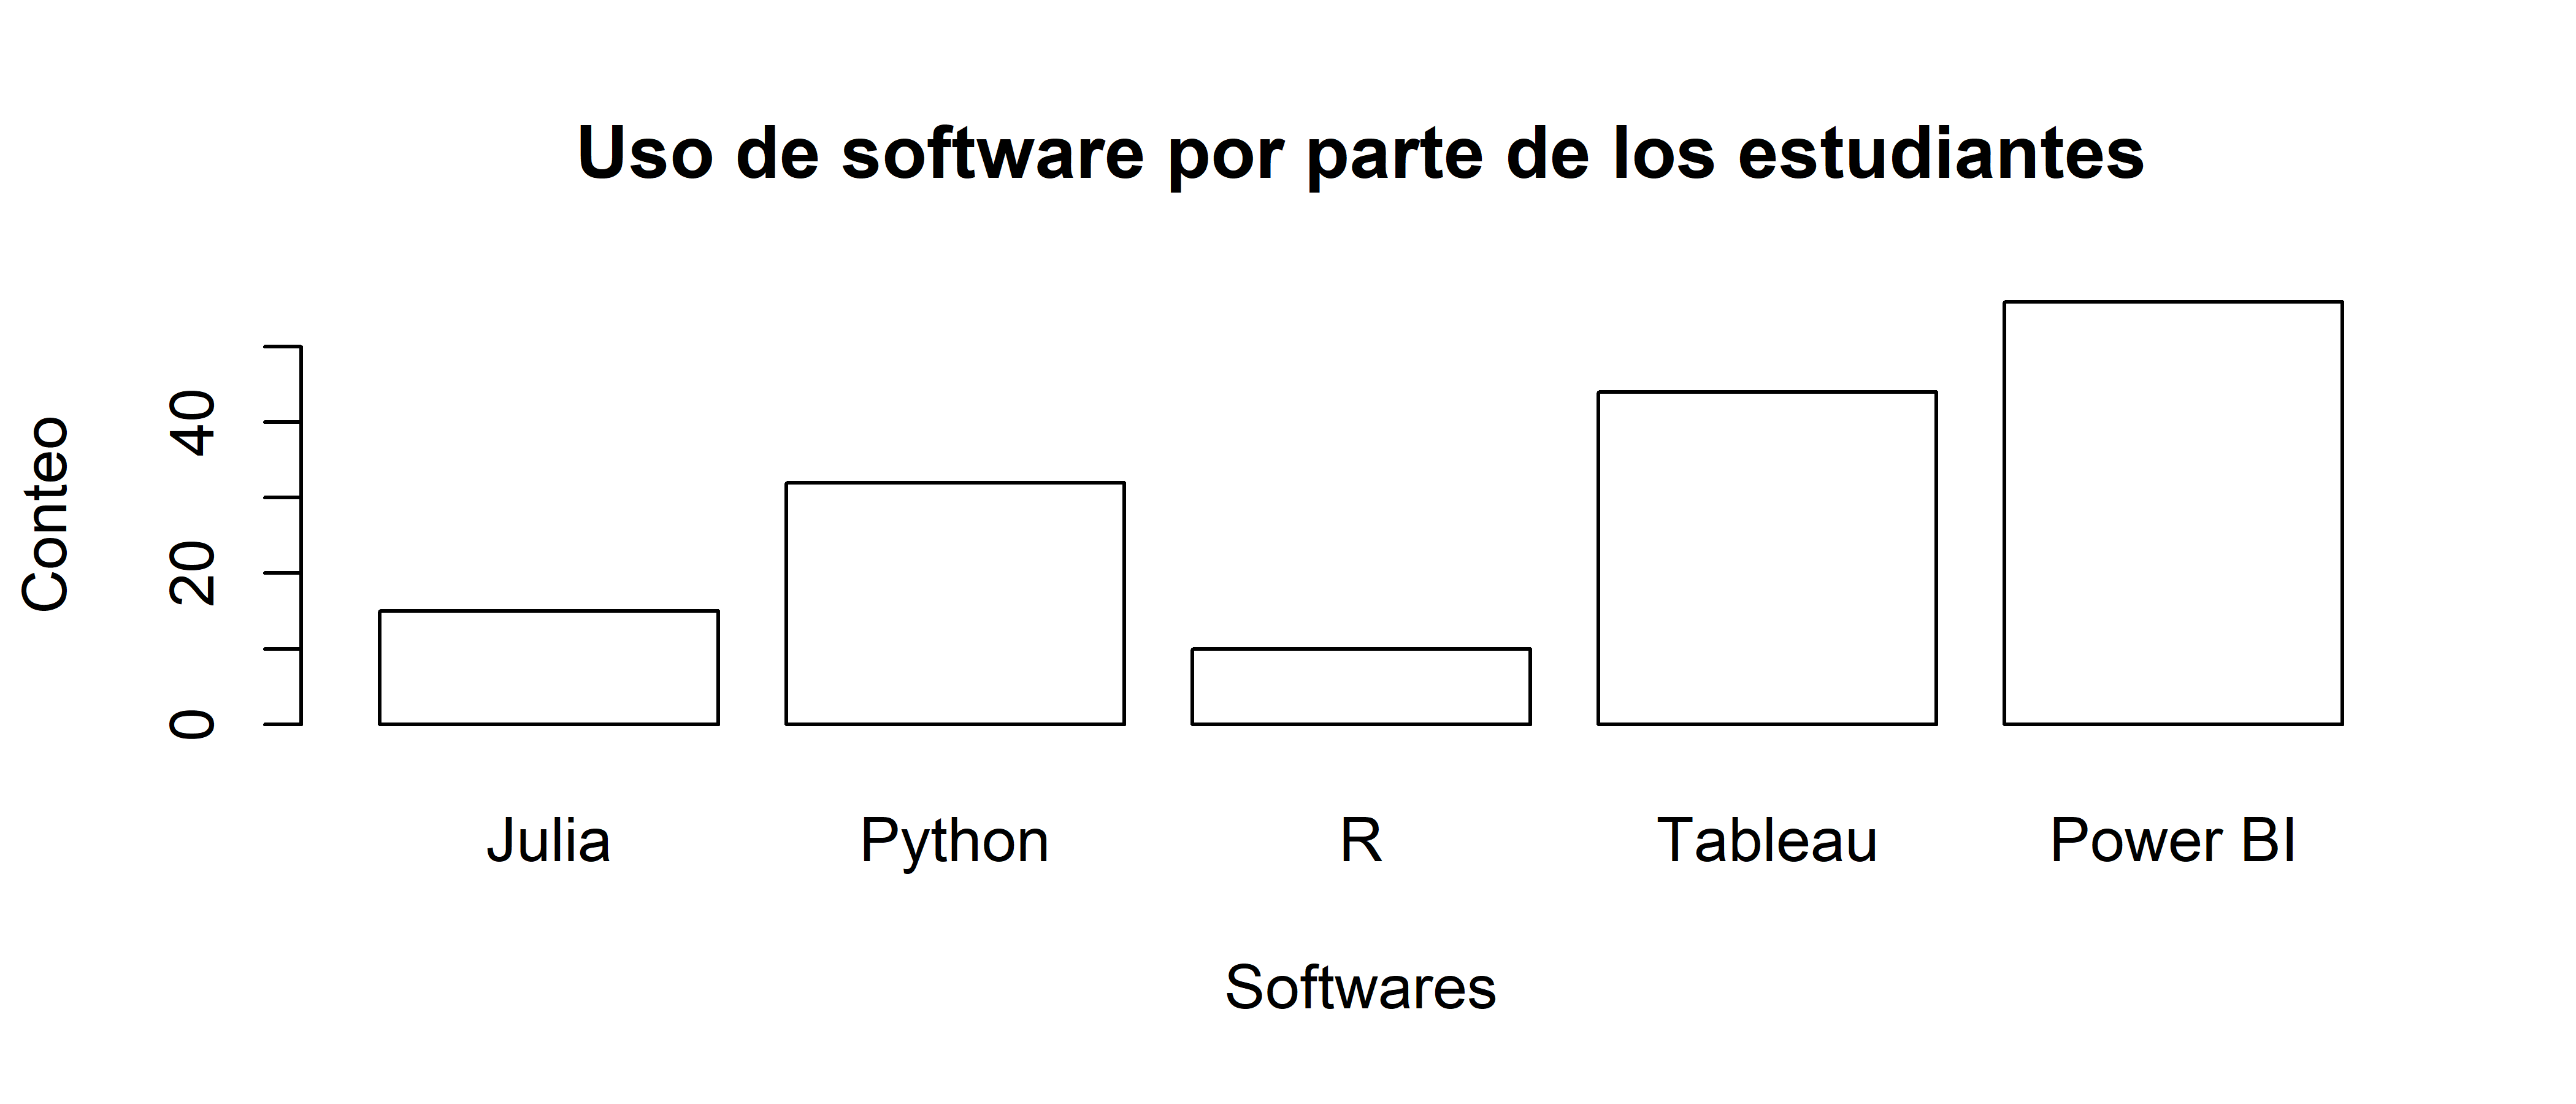 Uso de software por parte de los estudiantes
Conteo
40
20
0
Julia Python R Tableau Power BI
Softwares